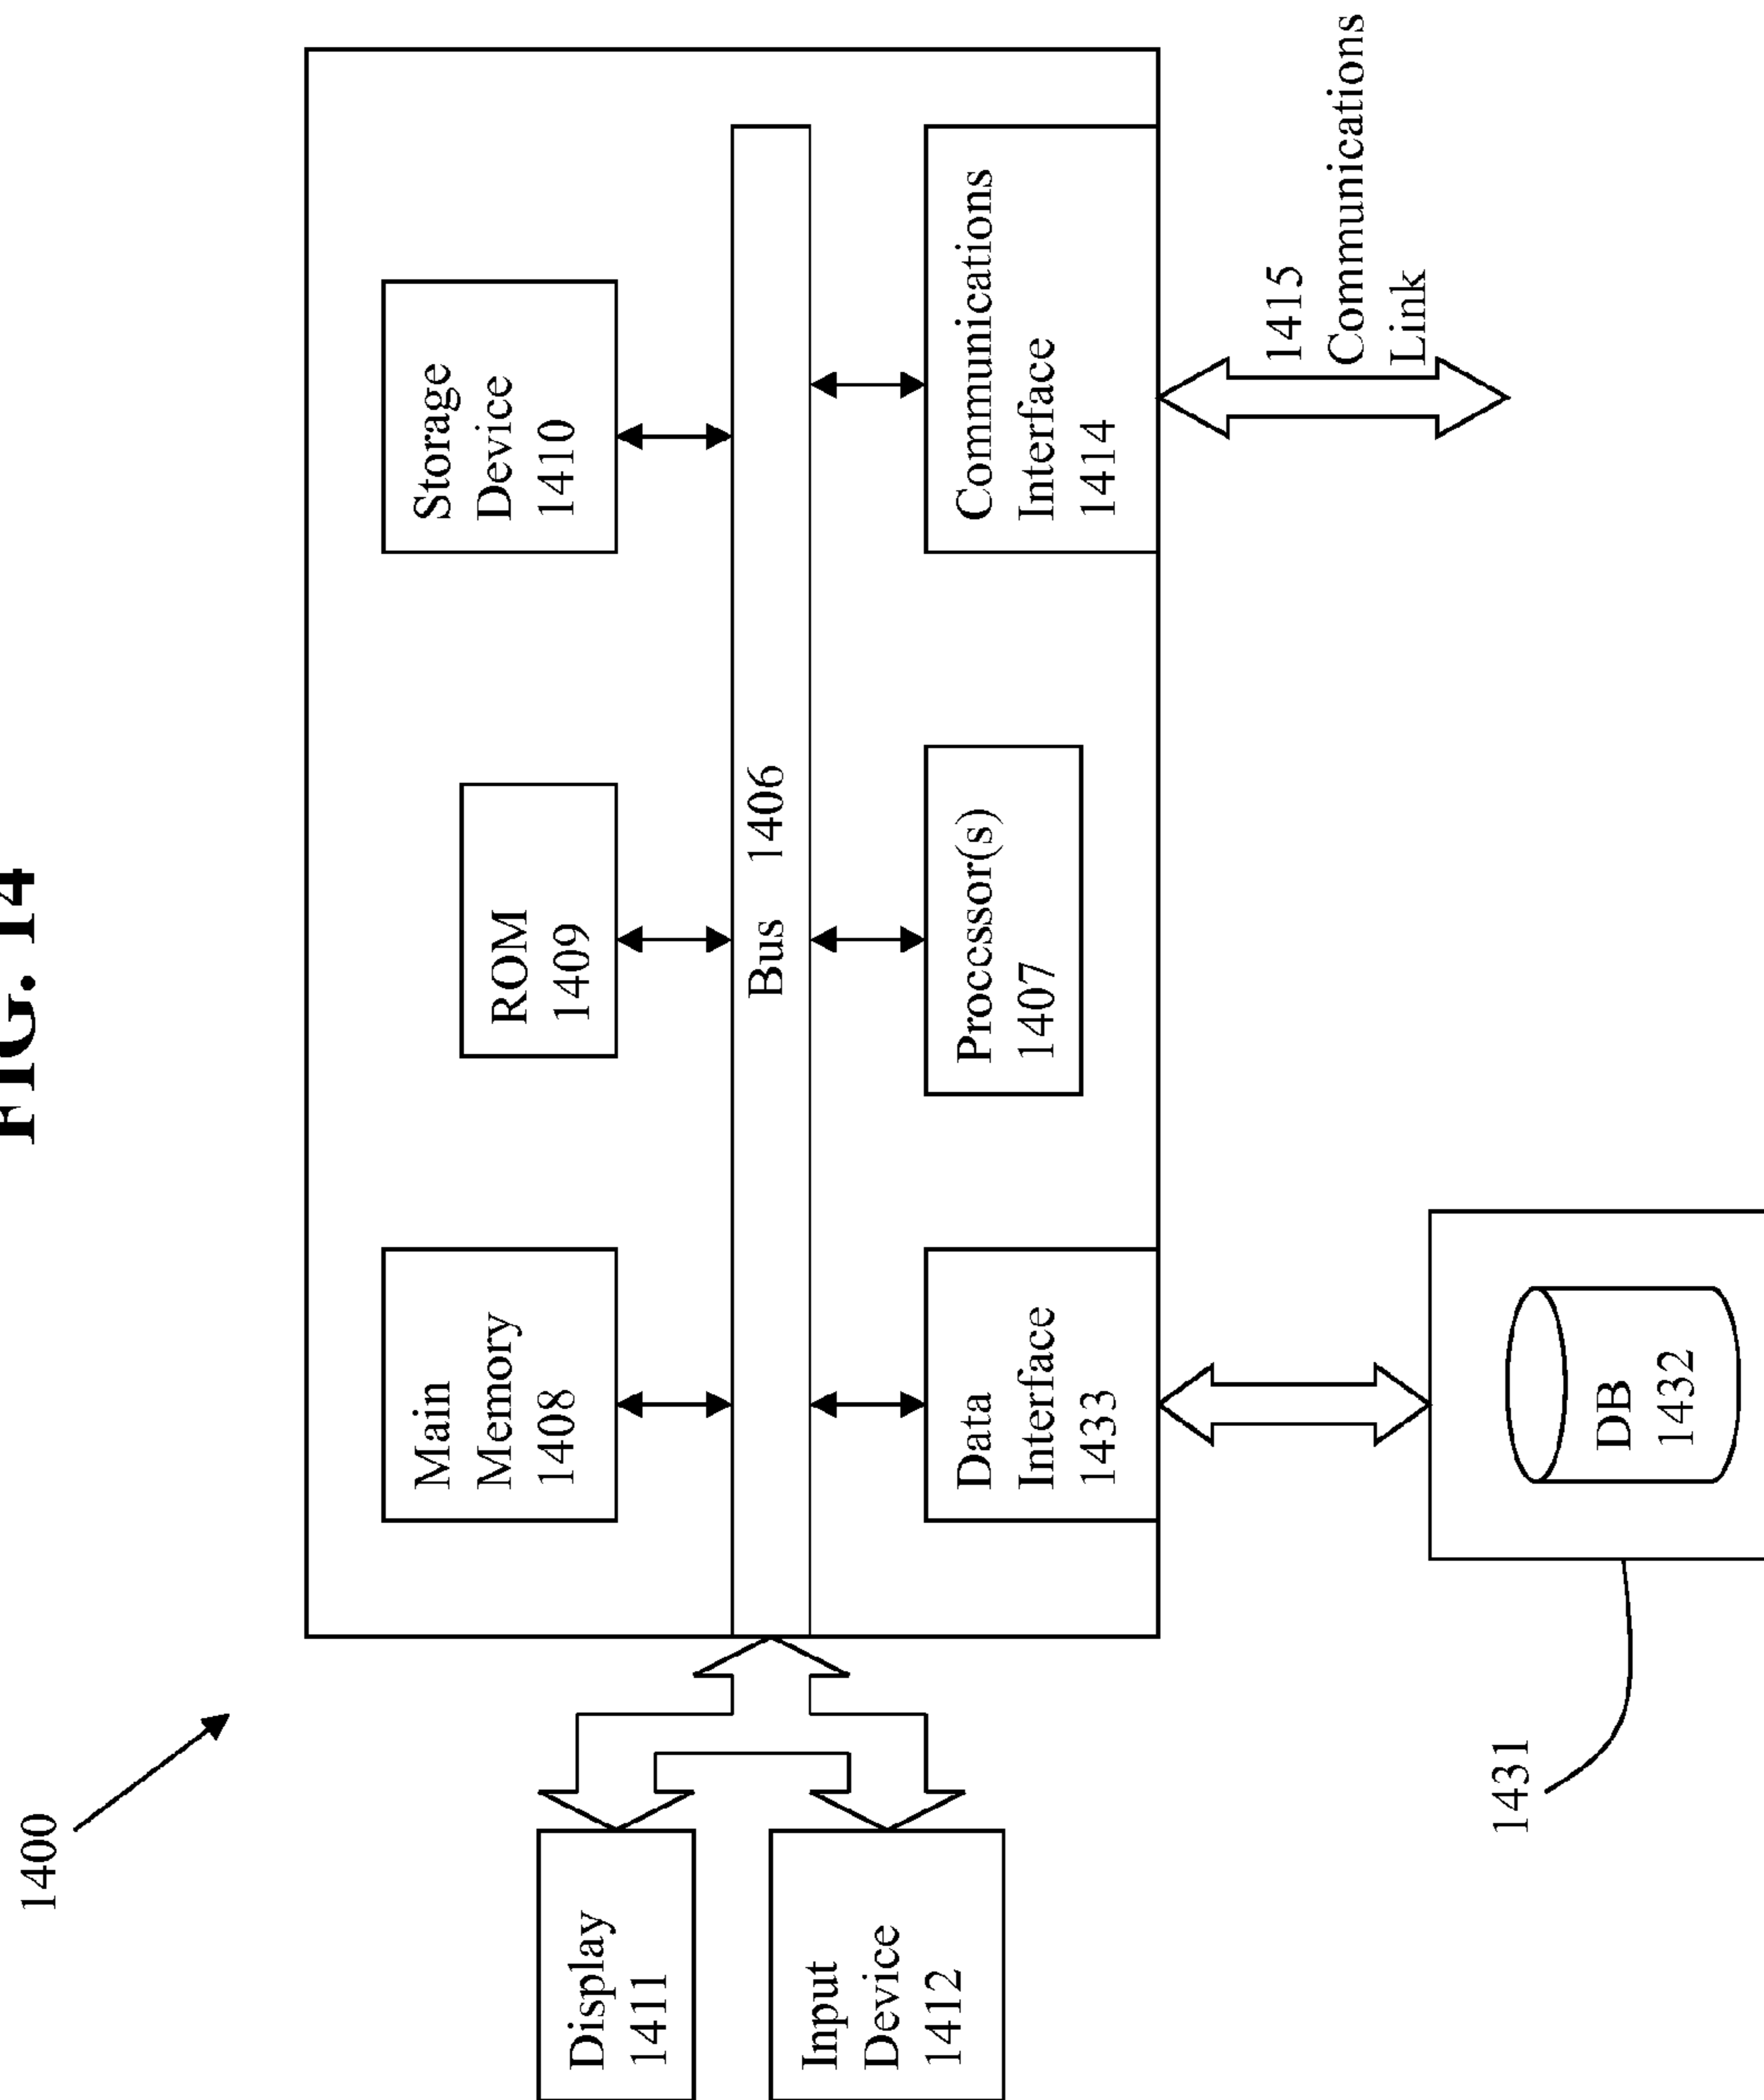 FIG. 14
1400
Main
Memory
1408
ROM
1409
Storage
Device
1410
Display
1411
Bus 1406
Input
Device
1412
Data
Interface
1433
Processor(s)
1407
Communications
Interface
1414
1415
Communications
Link
1431
DB
1432